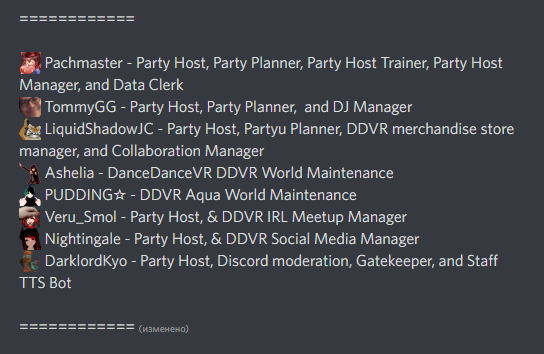 ============
Pachmaster - Party Host, Party Planner, Party Host Trainer, Party Host
Manager, and Data Clerk
TommyGG - Party Host, Party Planner,  and DJ Manager
LiquidShadowJC - Party Host, Partyu Planner, DDVR merchandise store
manager, and Collaboration Manager
Ashelia - DanceDanceVR DDVR World Maintenance
PUDDING☆ - DDVR Aqua World Maintenance
Veru_Smol - Party Host, & DDVR IRL Meetup Manager
Nightingale - Party Host, & DDVR Social Media Manager
DarklordKyo - Party Host, Discord moderation, Gatekeeper, and Staff
TTS Bot
============ (изменено)